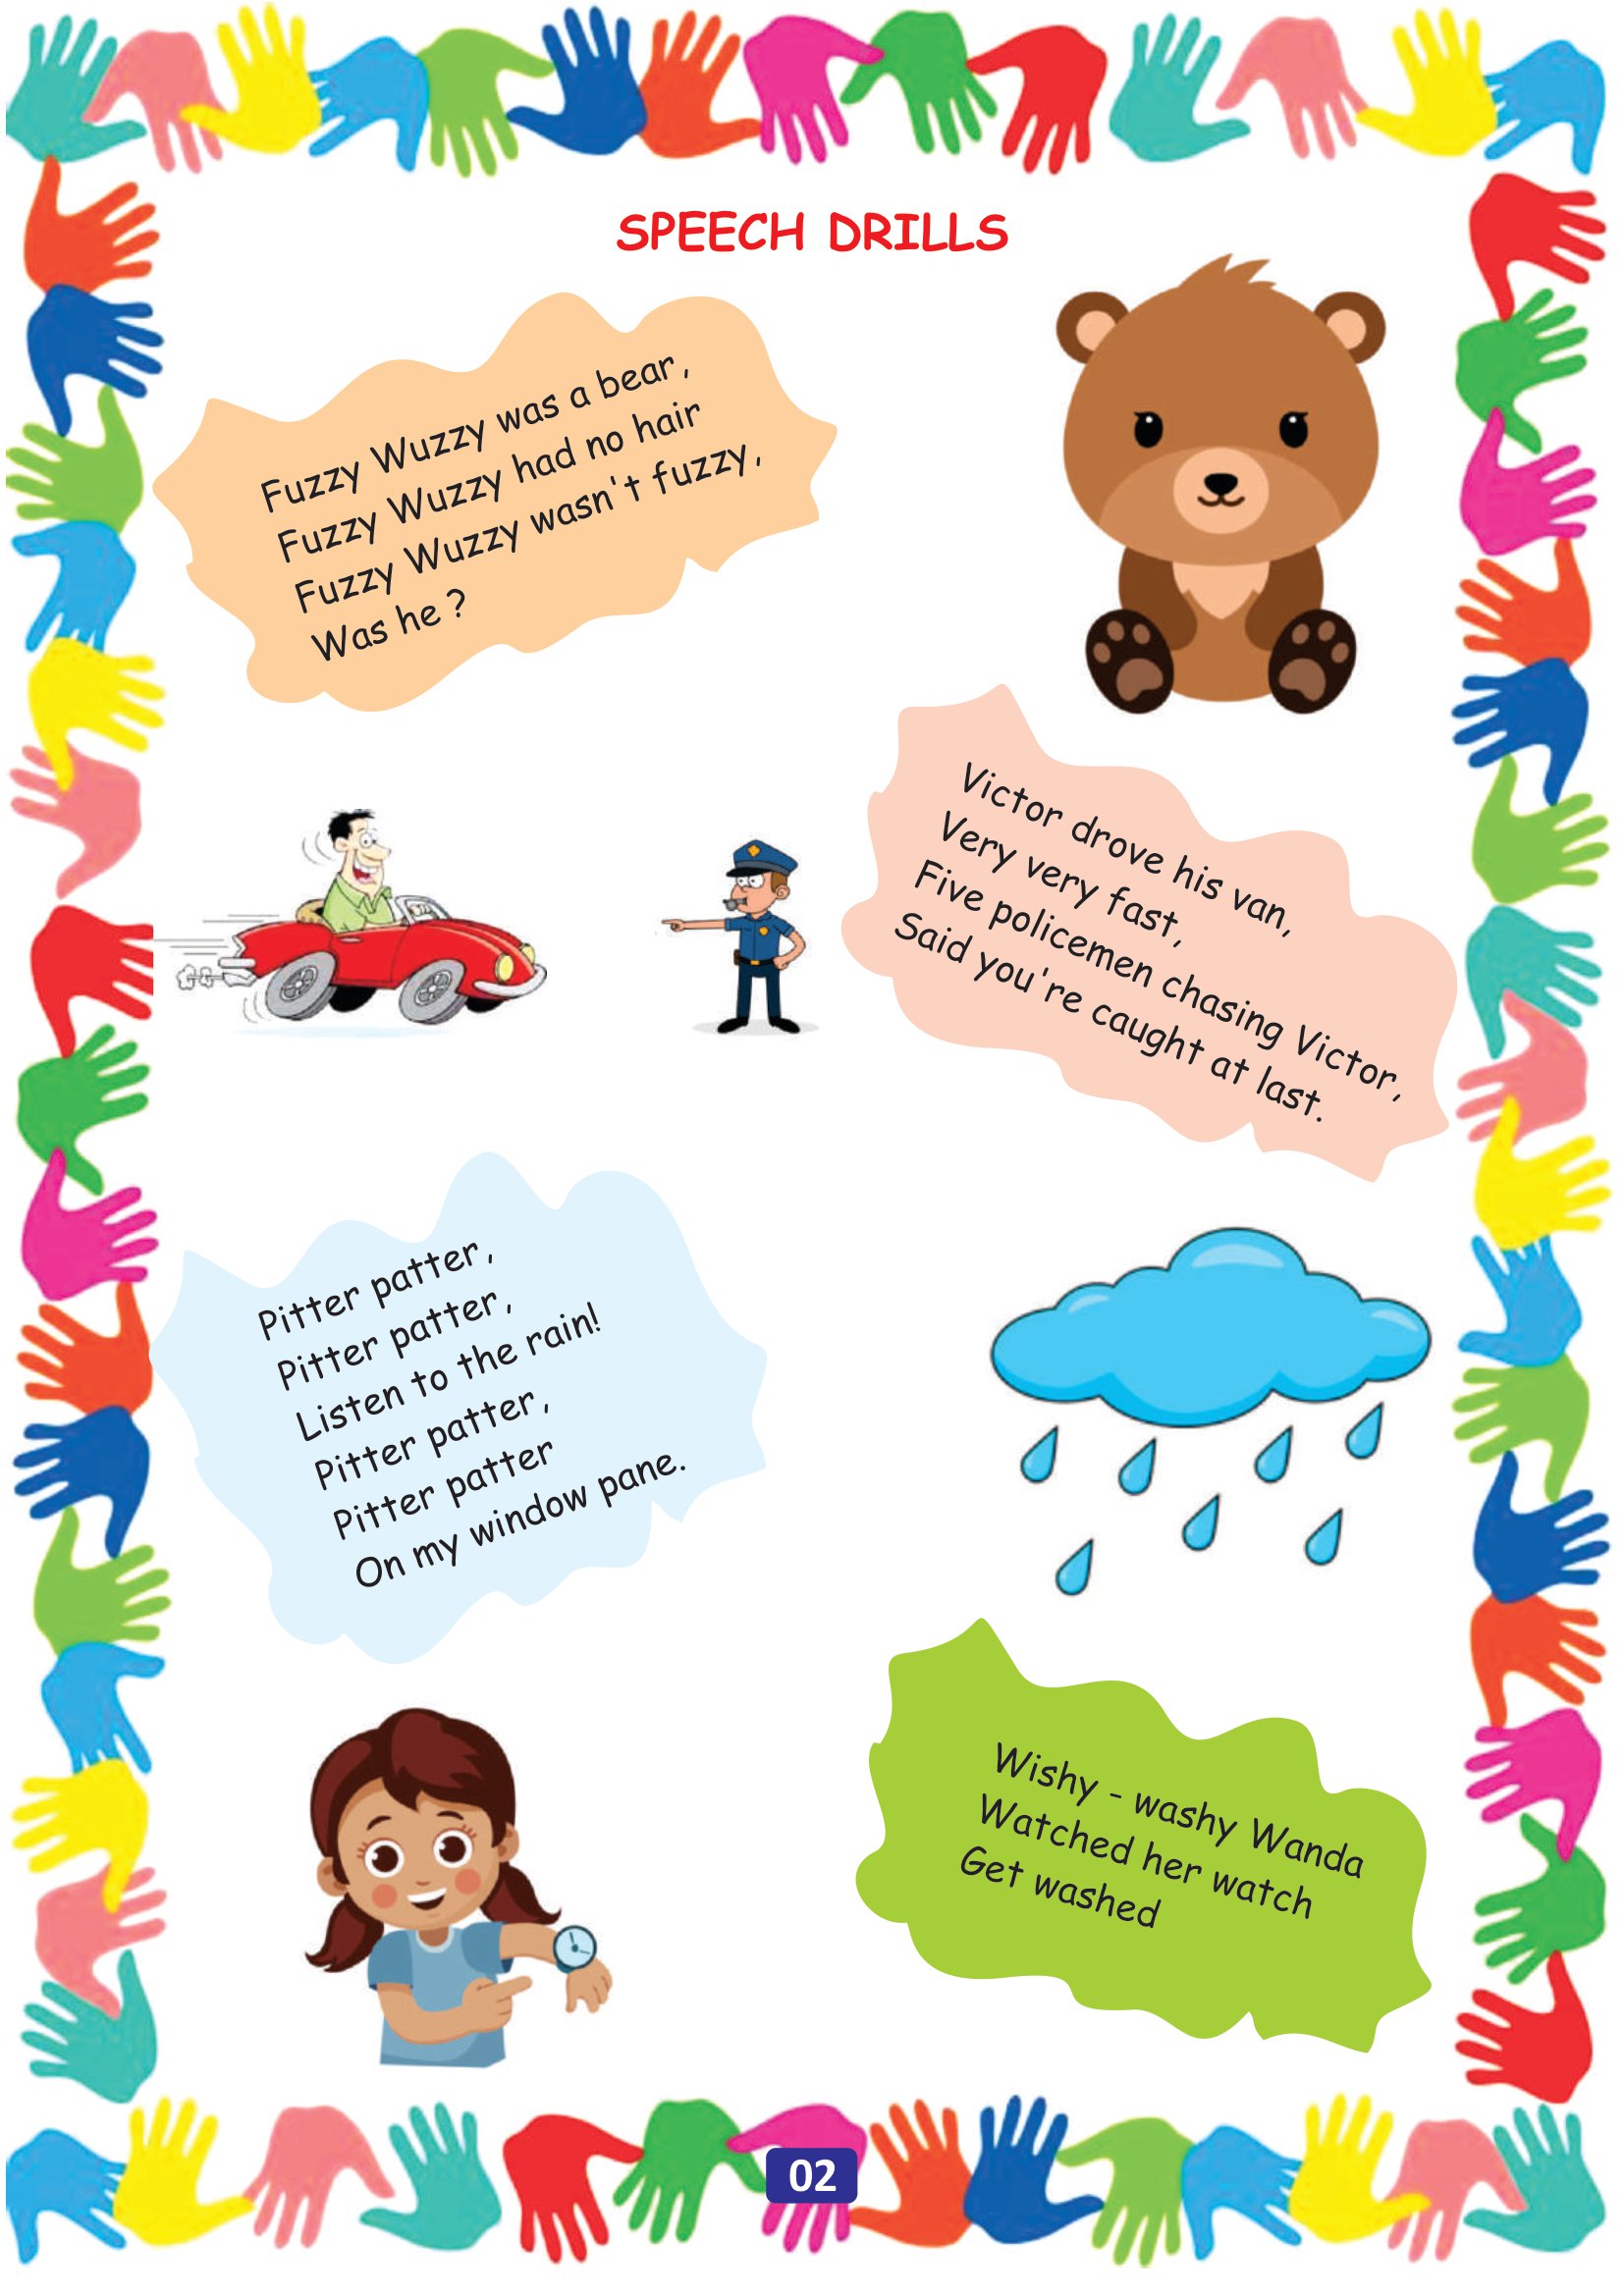 SPEECH DRILLS
Fuzzy Wuzzy was a bear,
Fuzzy Wuzzy had no hair
Fuzzy Wuzzy wasn't fuzzy,
Was he ?
Victor drove his van,
Very very fast,
Five policemen chasing Victor,
Said you're caught at last.
Pitter patter,
Pitter patter,
Listen to the rain!
Pitter patter,
Pitter patter
On my window pane.
Wishy - washy Wanda
Watched her watch
Get washed
02